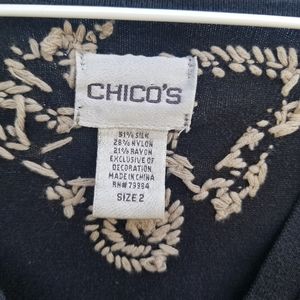 CHICO'S
51% SILK
28% NYLON
21% RAYON
EXCLUSIVE OF
DECORATION
MADE IN CHINA
RN# 79984
SIZE 2